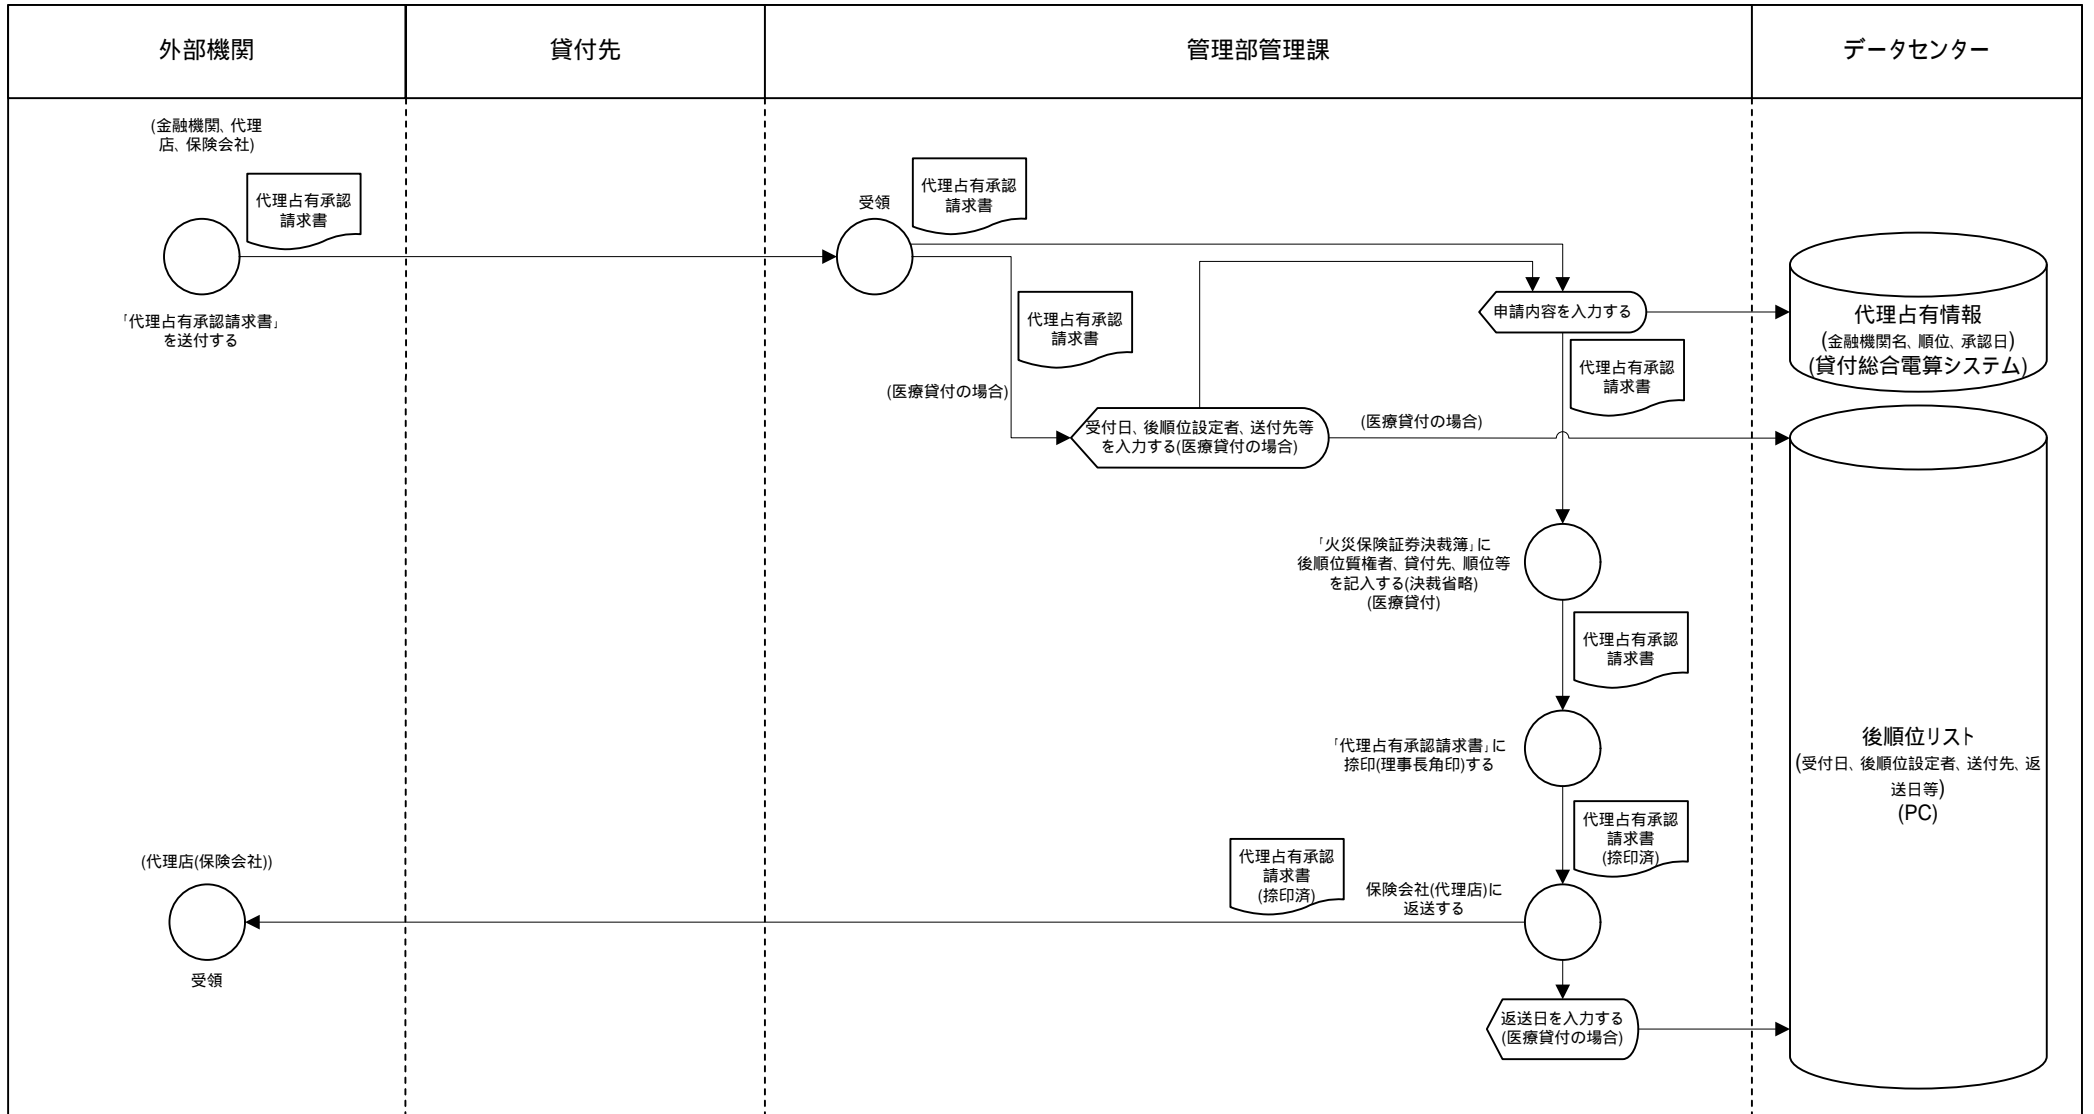 外部機関
貸付先
管理部管理課
データセンター
(金融機関、代理
店、保険会社)
代理占有承認
請求書
「代理占有承認請求書」
を送付する
受領
代理占有承認
請求書
代理占有承認
請求書
(医療貸付の場合)
申請内容を入力する
代理占有情報
(金融機関名、順位、承認日)
(貸付総合電算システム)
代理占有承認
請求書
受付日、後順位設定者、送付先等
を入力する(医療貸付の場合)
(医療貸付の場合)
「火災保険証券決裁簿」に
後順位質権者、貸付先、順位等
を記入する(決裁省略)
(医療貸付)
代理占有承認
請求書
「代理占有承認請求書」に
捺印(理事長角印)する
後順位リスト
(受付日、後順位設定者、送付先、返
送日等)
(PC)
代理占有承認
請求書
(捺印済)
代理占有承認
請求書
(捺印済)
保険会社(代理店)に
返送する
(代理店(保険会社))
受領
返送日を入力する
(医療貸付の場合)